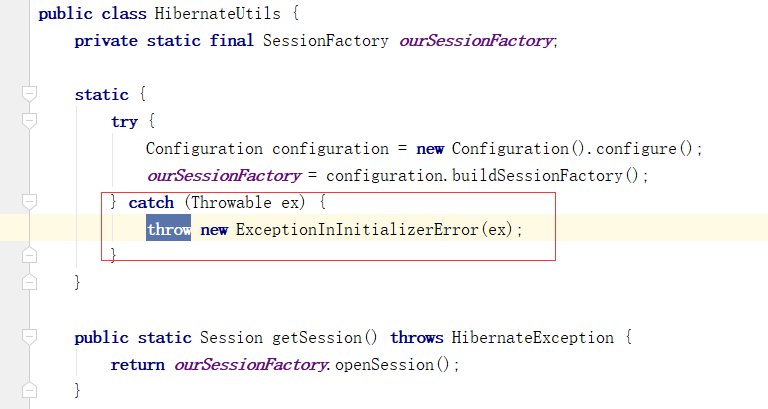 public class HibernateUtils {
private static final SessionFactory ourSessionFactory;
static {
try {
Configuration configuration = new Configuration().configure();
ourSessionFactory = configuration.buildSessionFactory();
} catch (Throwable ex) {
throw new ExceptionInInitializerError(ex);
}
}
public static Session getSession() throws HibernateException {
return ourSessionFactory.openSession();
}